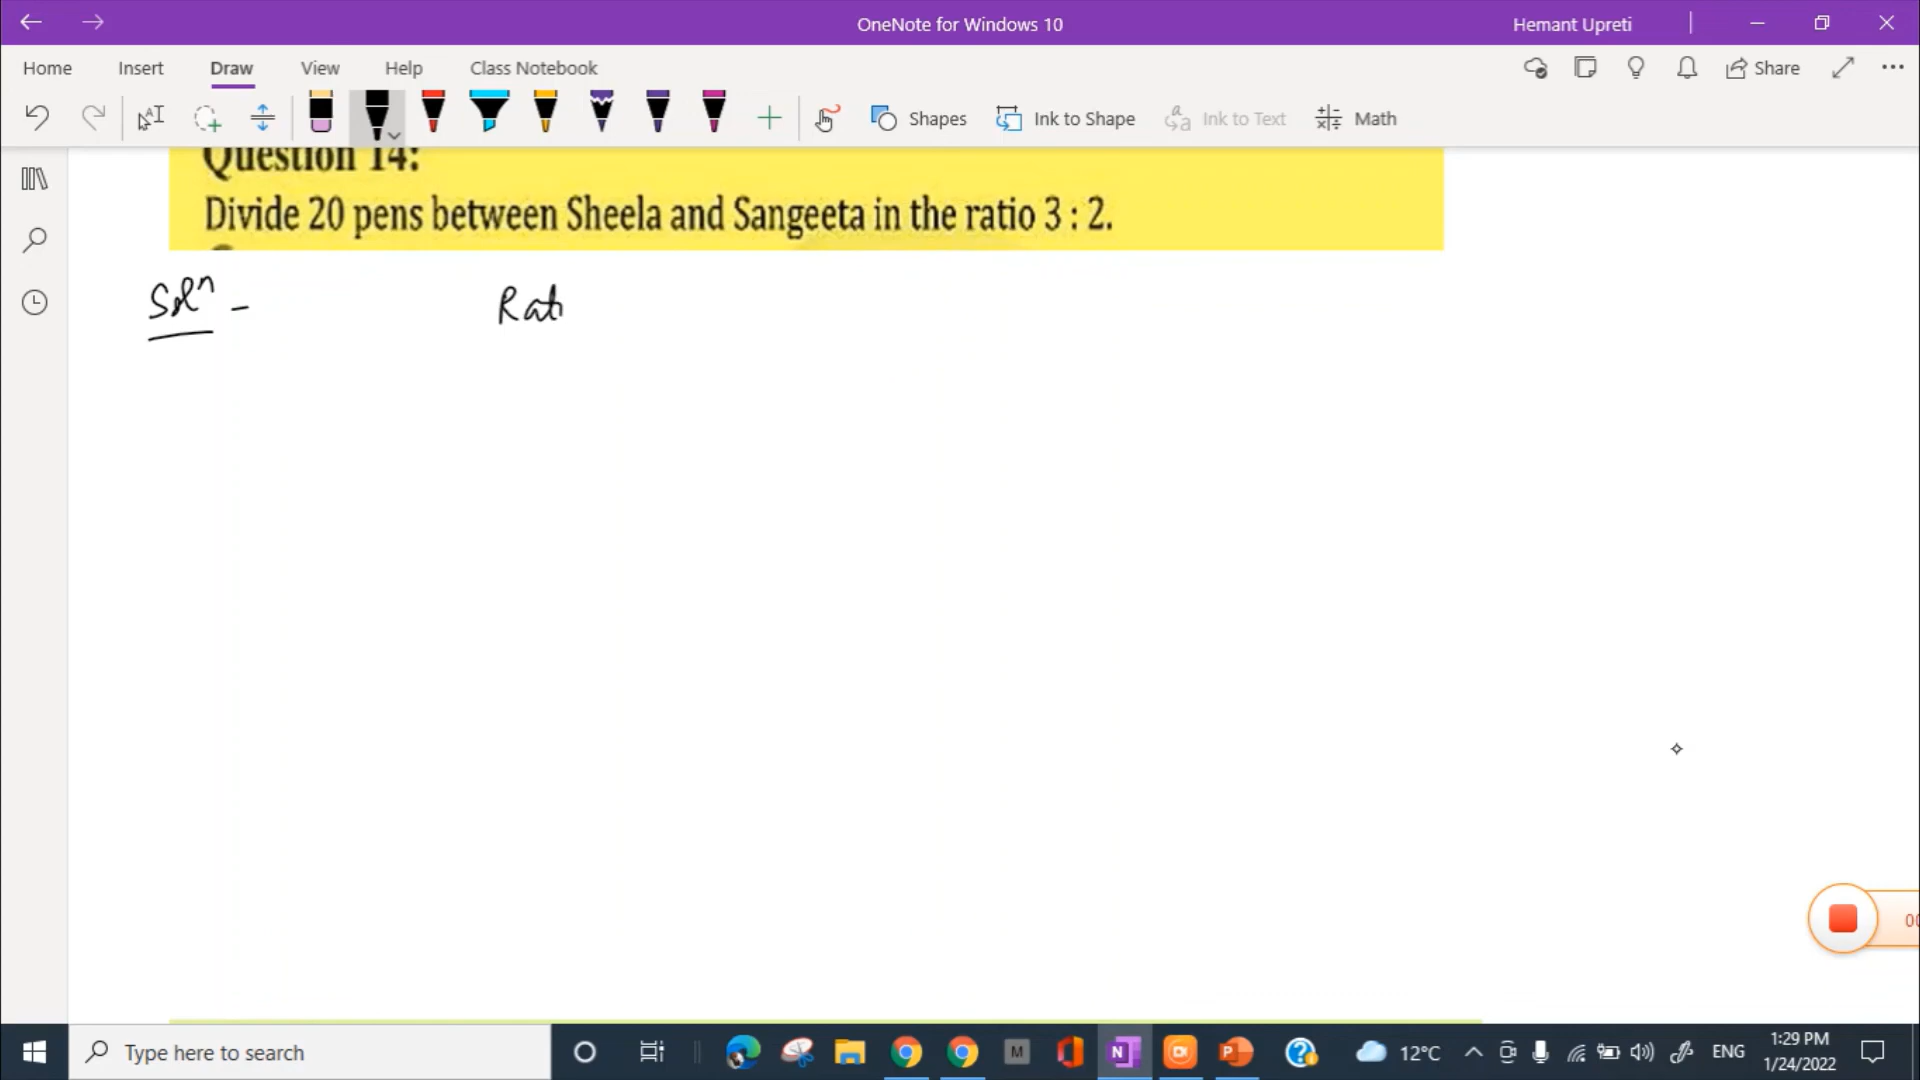 OneNote for Windows 10
Hemant Upreti
Home Insert Draw View Help Class Notebook
Share
Shapes Ink to Shape Ink to Text Math
Question 14:
Divide 20 pens between Sheela and Sangeeta in the ratio 3 : 2.
Solⁿ - Rati
00
Type here to search
12°C
ENG
1:29 PM
1/24/2022